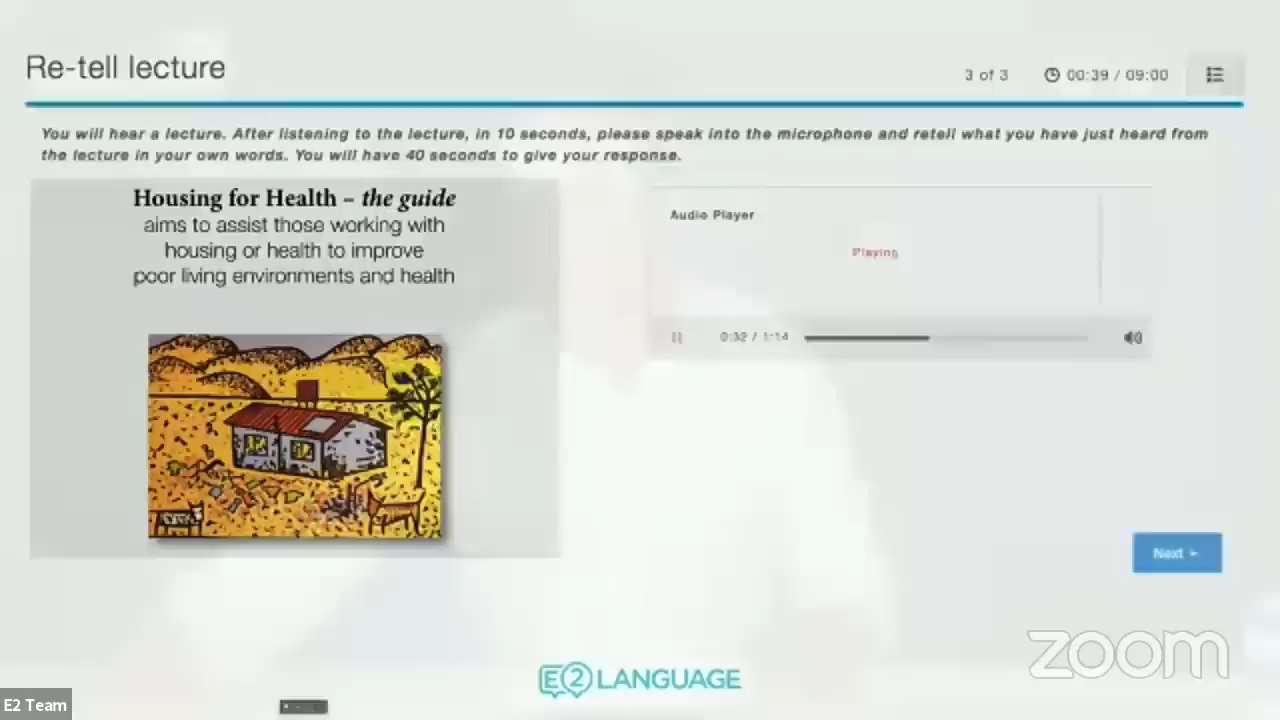 Re-tell lecture
3 of 3
00:39 / 09:00
You will hear a lecture. After listening to the lecture, in 10 seconds, please speak into the microphone and retell what you have just heard from
the lecture in your own words. You will have 40 seconds to give your response.
Housing for Health – the guide
aims to assist those working with
housing or health to improve
poor living environments and health
Audio Player
Playing
0:32 / 1:14
Next
zoom
E2 LANGUAGE
E2 Team